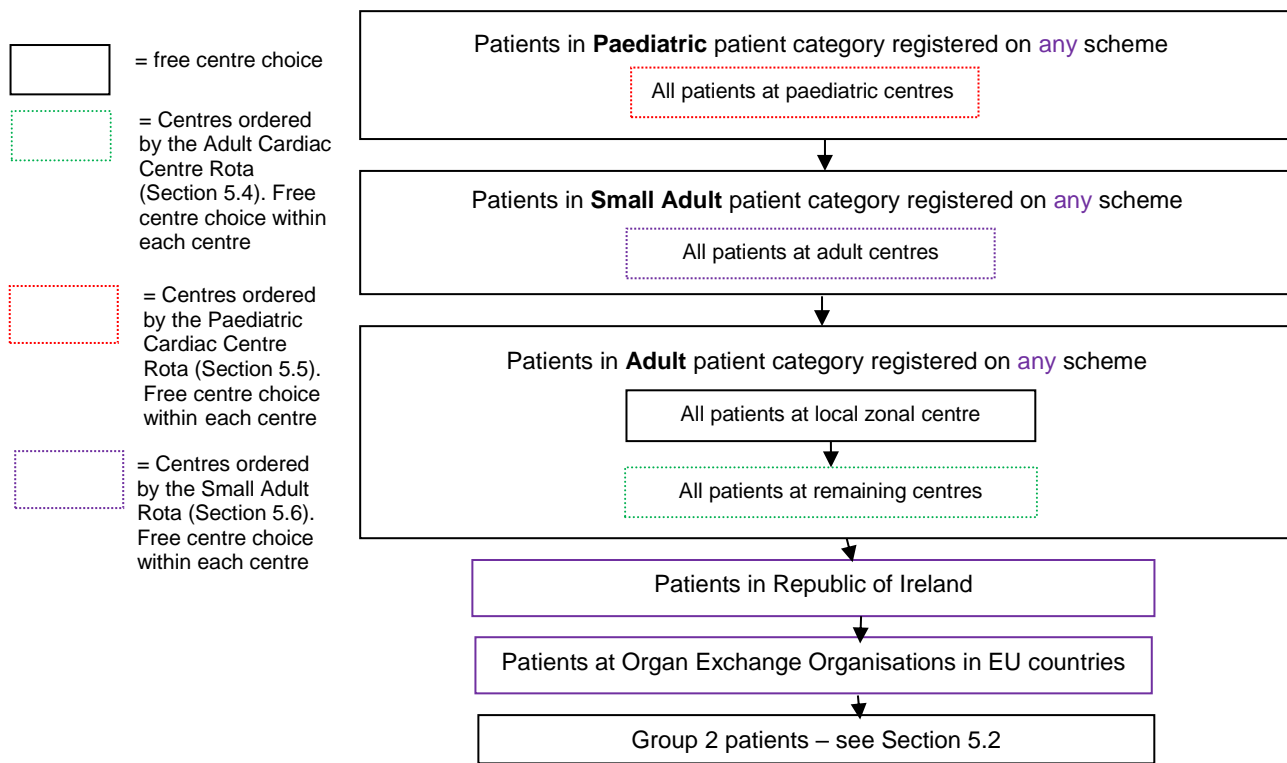 = free centre choice
= Centres ordered
by the Adult Cardiac
Centre Rota
(Section 5.4). Free
centre choice within
each centre
= Centres ordered
by the Paediatric
Cardiac Centre
Rota (Section 5.5).
Free centre choice
within each centre
= Centres ordered
by the Small Adult
Rota (Section 5.6).
Free centre choice
within each centre
Patients in Paediatric patient category registered on any scheme
All patients at paediatric centres
Patients in Small Adult patient category registered on any scheme
All patients at adult centres
Patients in Adult patient category registered on any scheme
All patients at local zonal centre
All patients at remaining centres
Patients in Republic of Ireland
Patients at Organ Exchange Organisations in EU countries
Group 2 patients – see Section 5.2